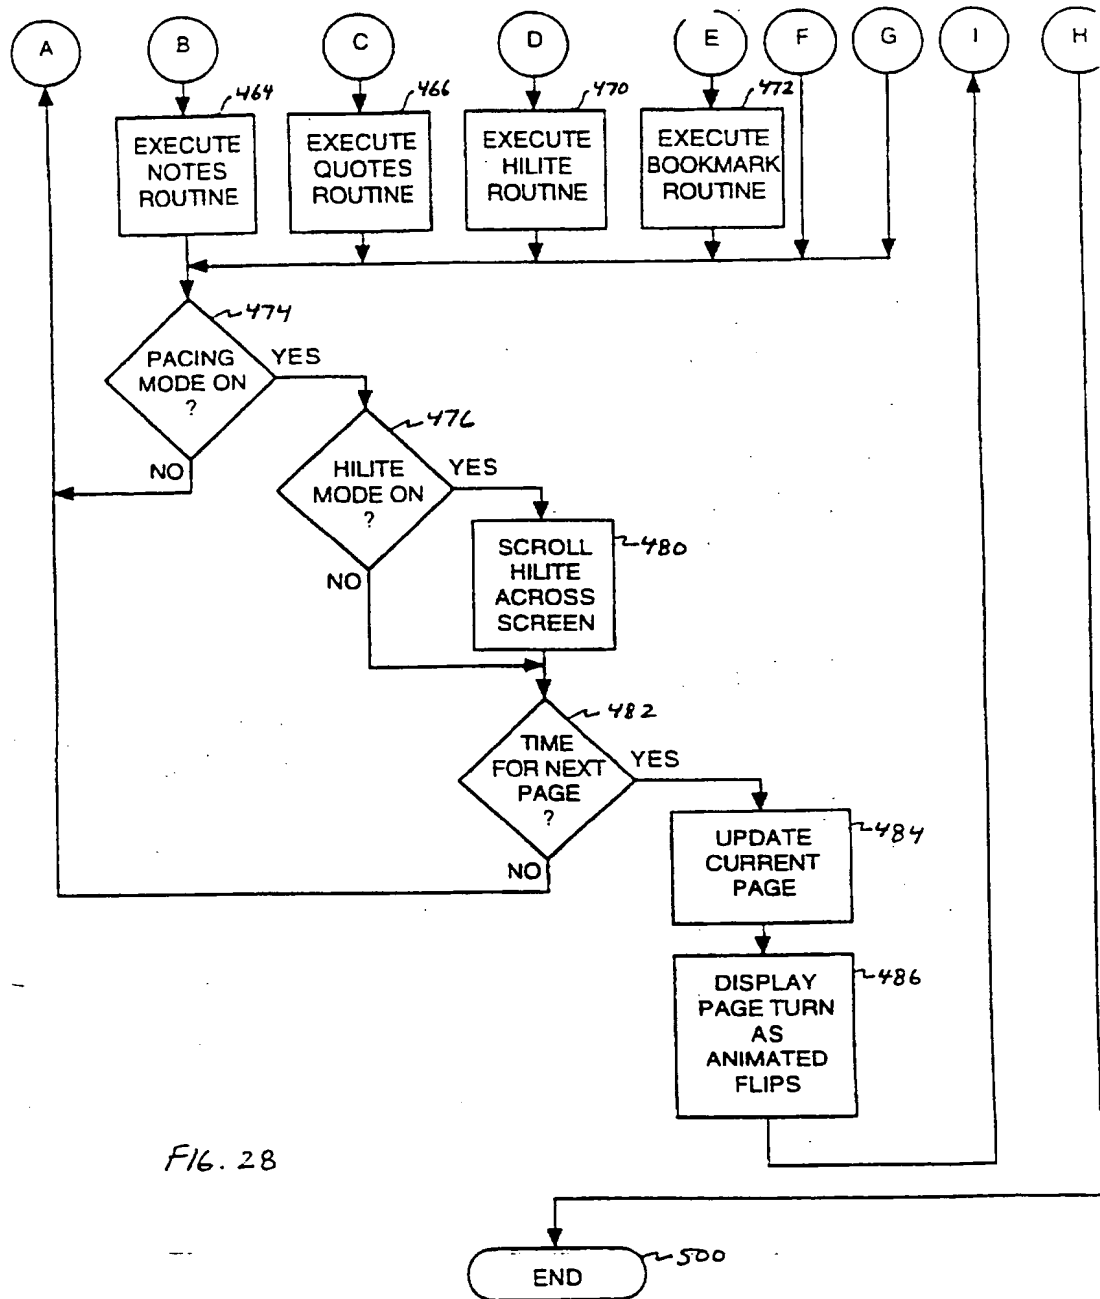 A B C D E F G I H
464 466 470 472
EXECUTE
NOTES
ROUTINE
EXECUTE
QUOTES
ROUTINE
EXECUTE
HILITE
ROUTINE
EXECUTE
BOOKMARK
ROUTINE
474
PACING
MODE ON
?
YES
NO
476
HILITE
MODE ON
?
YES
NO
480
SCROLL
HILITE
ACROSS
SCREEN
482
TIME
FOR NEXT
PAGE
?
YES
NO
484
UPDATE
CURRENT
PAGE
486
DISPLAY
PAGE TURN
AS
ANIMATED
FLIPS
FIG. 28
500
END